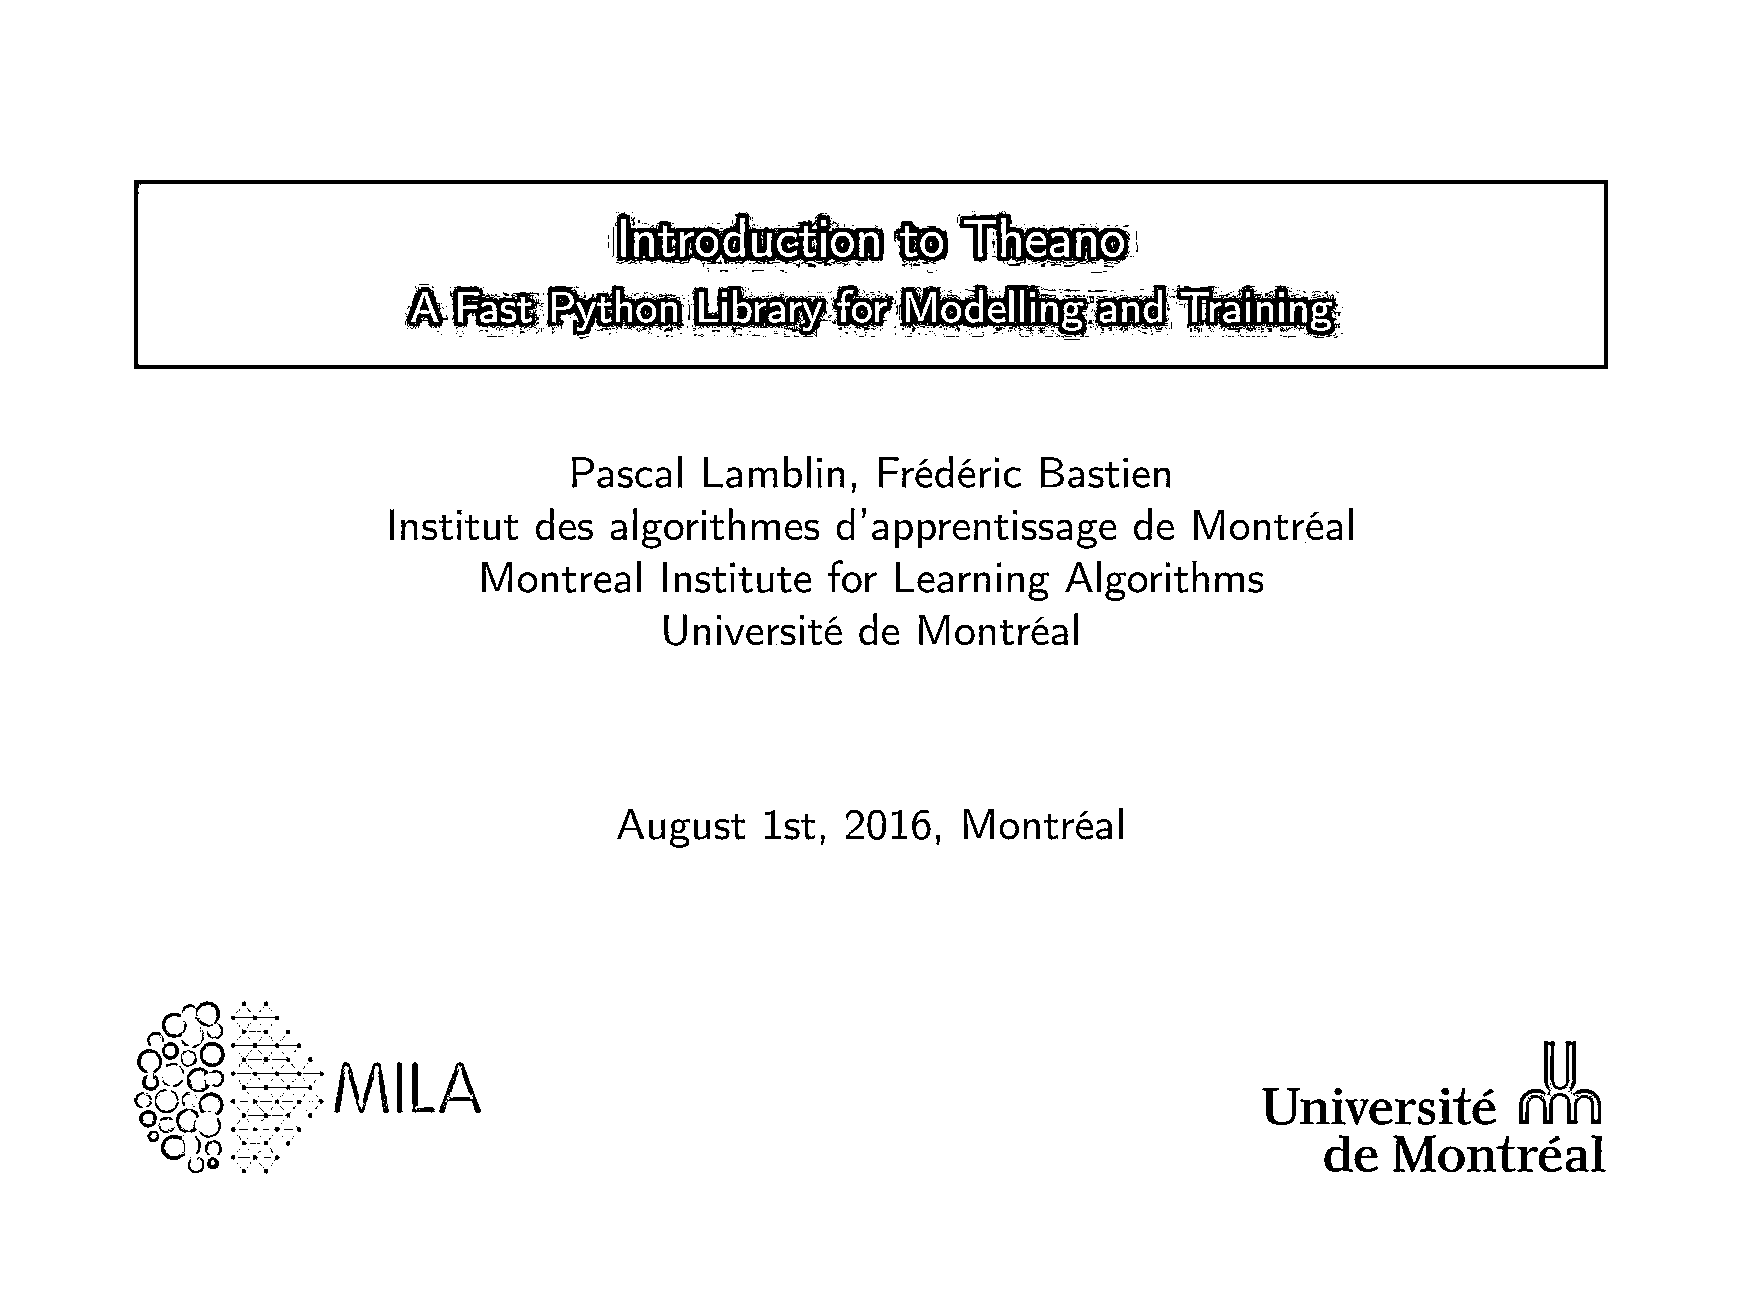 Introduction to Theano
A Fast Python Library for Modelling and Training
Pascal Lamblin, Frédéric Bastien
Institut des algorithmes d'apprentissage de Montréal
Montreal Institute for Learning Algorithms
Université de Montréal
August 1st, 2016, Montréal
MILA
Université
de Montréal